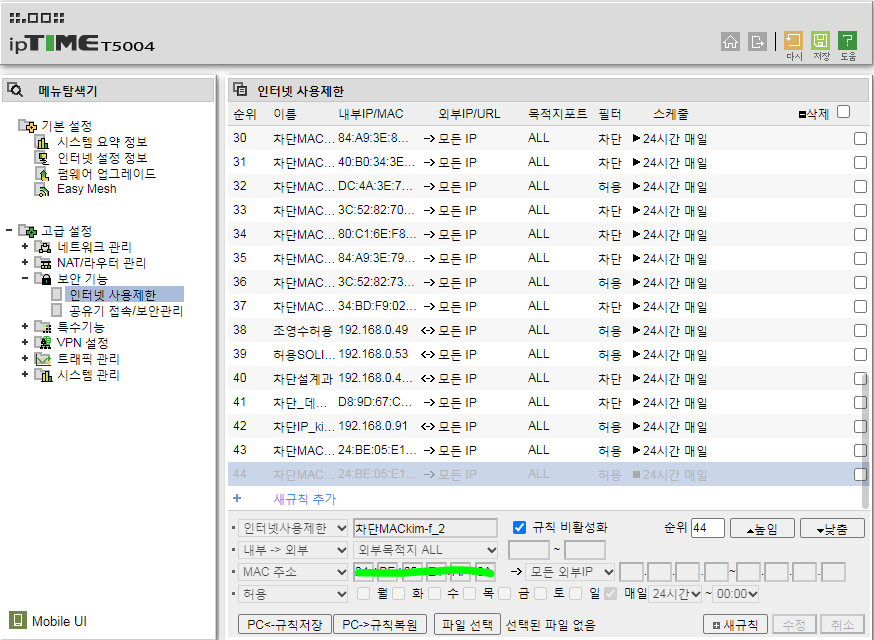 ipTIME T5004
다시 저장 도움
메뉴탐색기
기본 설정
시스템 요약 정보
인터넷 설정 정보
펌웨어 업그레이드
Easy Mesh
고급 설정
네트워크 관리
NAT/라우터 관리
보안 기능
인터넷 사용제한
공유기 접속/보안관리
특수기능
VPN 설정
트래픽 관리
시스템 관리
Mobile UI
인터넷 사용제한
순위 이름 내부IP/MAC 외부IP/URL 목적지포트 필터 스케줄 삭제
30 차단MAC... 84:A9:3E:8... 모든 IP ALL 차단 ▶24시간 매일
31 차단MAC... 40:B0:34:3E... 모든 IP ALL 차단 ▶24시간 매일
32 차단MAC... DC:4A:3E:7... 모든 IP ALL 허용 ▶24시간 매일
33 차단MAC... 3C:52:82:70... 모든 IP ALL 차단 ▶24시간 매일
34 차단MAC... 80:C1:6E:F8... 모든 IP ALL 차단 ▶24시간 매일
35 차단MAC... 84:A9:3E:79... 모든 IP ALL 차단 ▶24시간 매일
36 차단MAC... 3C:52:82:73... 모든 IP ALL 허용 ▶24시간 매일
37 차단MAC... 34:BD:F9:02... 모든 IP ALL 차단 ▶24시간 매일
38 조영수허용 192.168.0.49 모든 IP ALL 허용 ▶24시간 매일
39 허용SOLI... 192.168.0.53 모든 IP ALL 허용 ▶24시간 매일
40 차단설계과 192.168.0.4... 모든 IP ALL 차단 ▶24시간 매일
41 차단_데... D8:9D:67:C... 모든 IP ALL 차단 ▶24시간 매일
42 차단IP_ki... 192.168.0.91 모든 IP ALL 허용 ▶24시간 매일
43 차단MAC... 24:BE:05:E1... 모든 IP ALL 허용 ▶24시간 매일
44 차단MAC... 24:BE:05:E1... 모든 IP ALL 허용 ■24시간 매일
+ 새규칙 추가
인터넷사용제한 차단MACkim-f_2 규칙 비활성화 순위 44 ▲높임 ▼낮춤
내부 -> 외부 외부목적지 ALL ~
MAC 주소 모든 외부IP ~
허용 월 화 수 목 금 토 일 매일 24시간 ~ 00:00
PC<-규칙저장 PC->규칙복원 파일 선택 선택된 파일 없음 새규칙 수정 취소